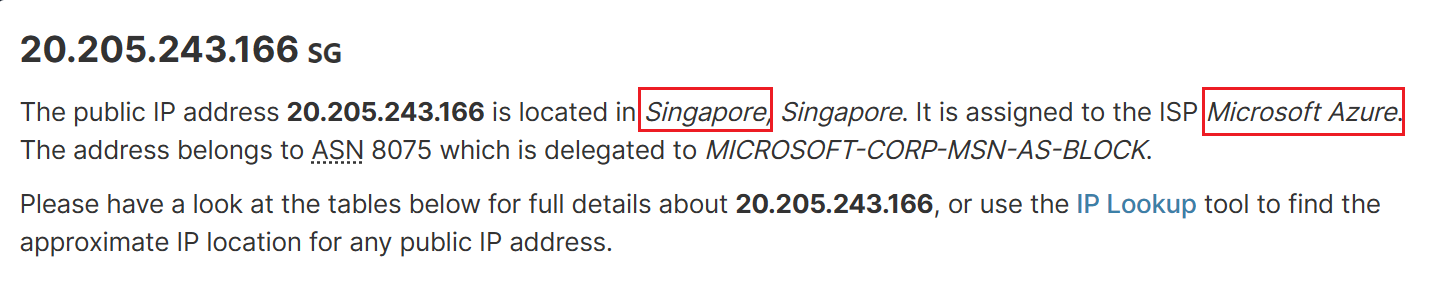 20.205.243.166 SG
The public IP address 20.205.243.166 is located in Singapore, Singapore. It is assigned to the ISP Microsoft Azure.
The address belongs to ASN 8075 which is delegated to MICROSOFT-CORP-MSN-AS-BLOCK.
Please have a look at the tables below for full details about 20.205.243.166, or use the IP Lookup tool to find the
approximate IP location for any public IP address.